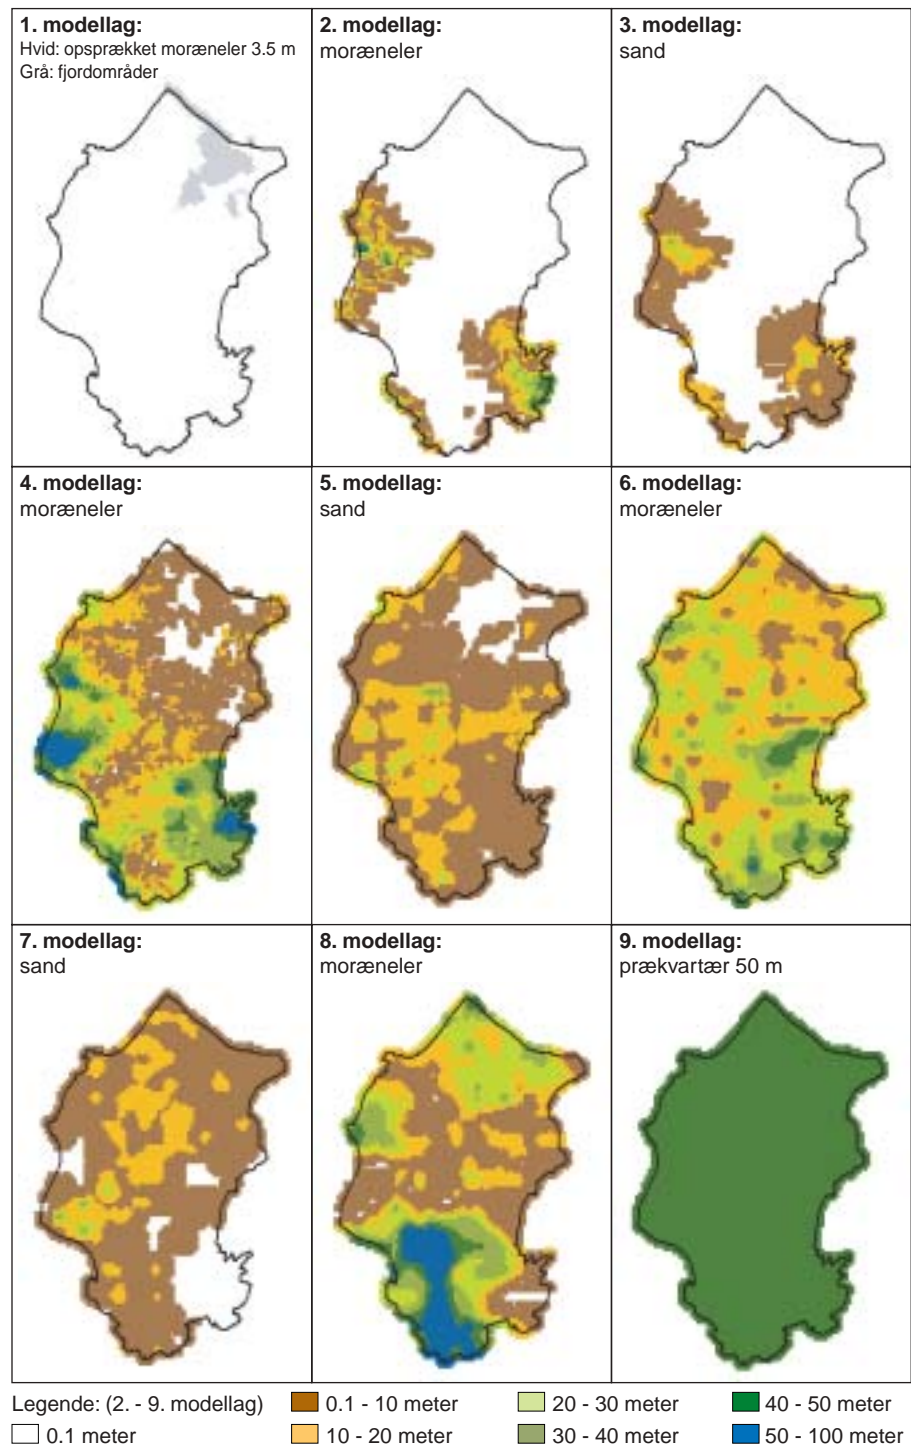 1. modellag:
Hvid: opsprækket moræneler 3.5 m
Grå: fjordområder
2. modellag:
moræneler
3. modellag:
sand
4. modellag:
moræneler
5. modellag:
sand
6. modellag:
moræneler
7. modellag:
sand
8. modellag:
moræneler
9. modellag:
prækvartær 50 m
Legende: (2. - 9. modellag)
0.1 meter
0.1 - 10 meter
10 - 20 meter
20 - 30 meter
30 - 40 meter
40 - 50 meter
50 - 100 meter